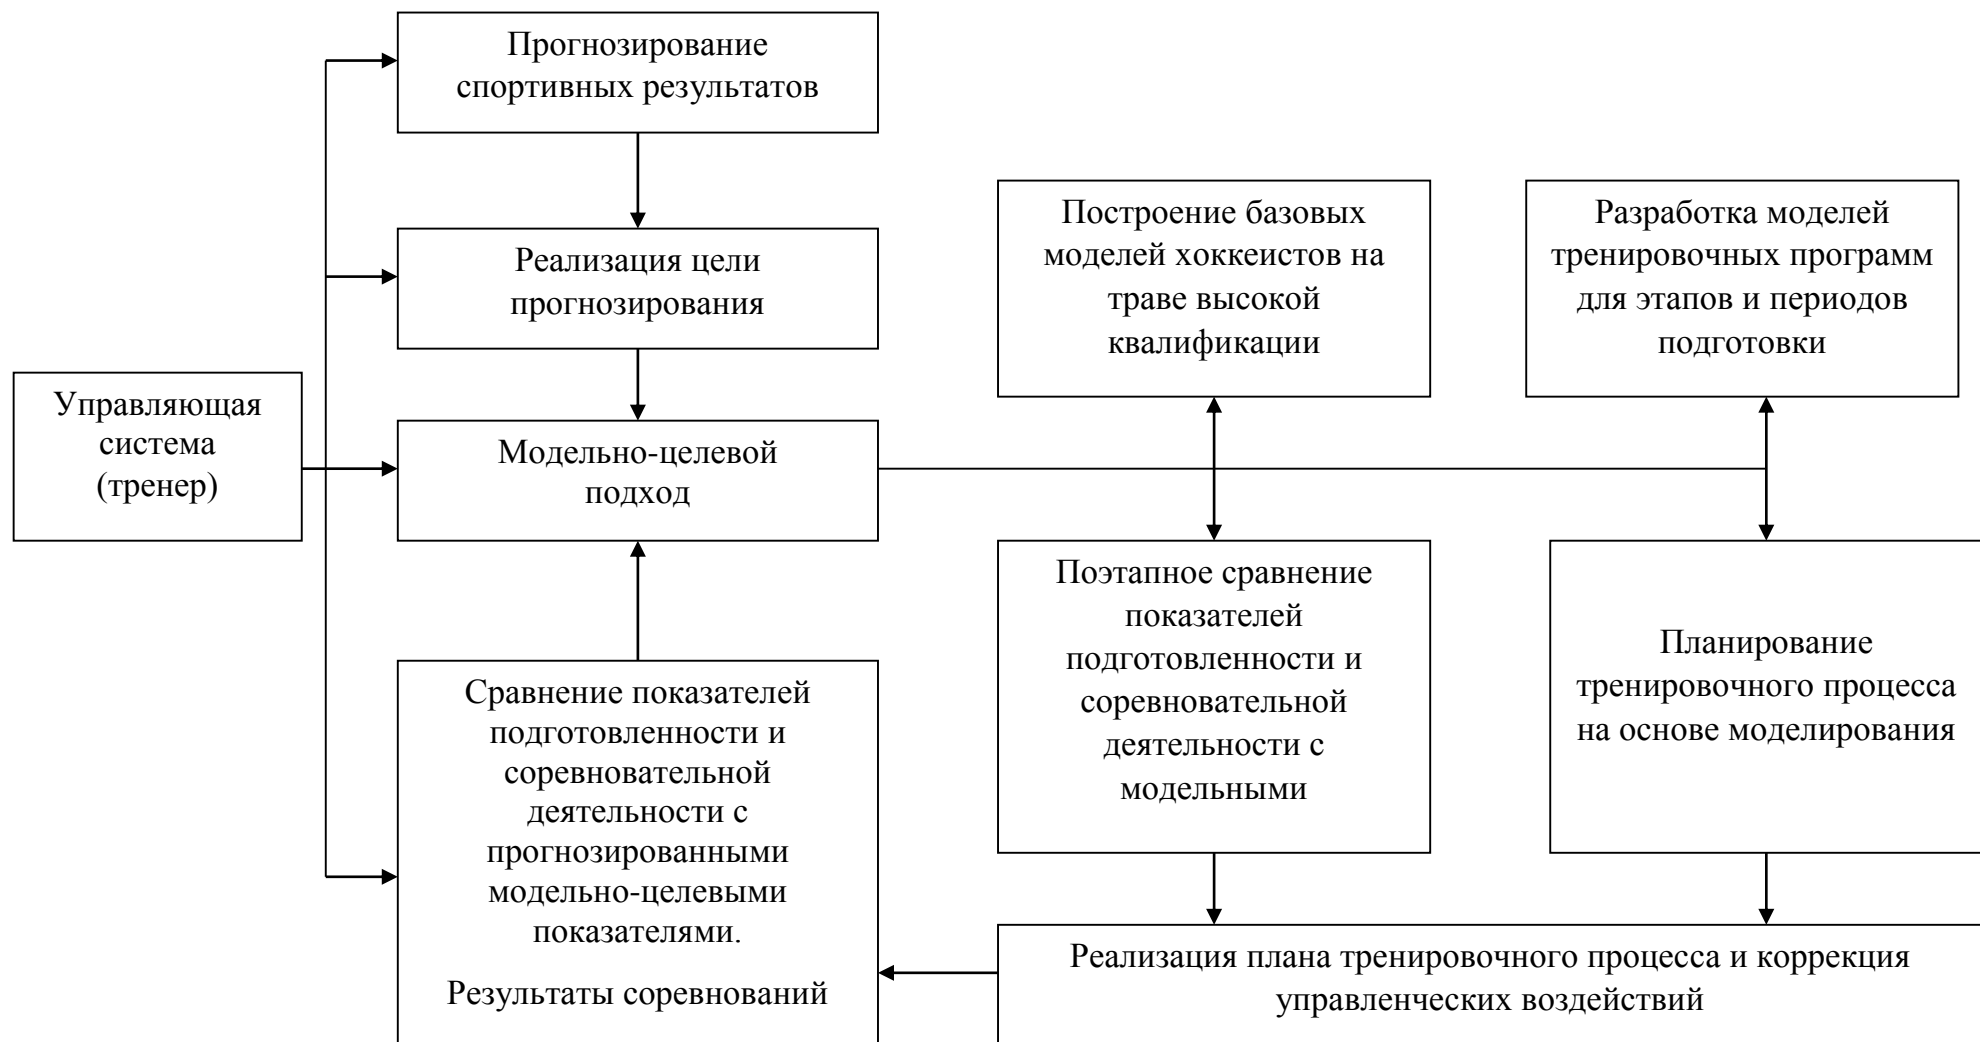 Прогнозирование
спортивных результатов
Реализация цели
прогнозирования
Построение базовых
моделей хоккеистов на
траве высокой
квалификации
Разработка моделей
тренировочных программ
для этапов и периодов
подготовки
Управляющая
система
(тренер)
Модельно-целевой
подход
Поэтапное сравнение
показателей
подготовленности и
соревновательной
деятельности с
модельными
Планирование
тренировочного процесса
на основе моделирования
Сравнение показателей
подготовленности и
соревновательной
деятельности с
прогнозированными
модельно-целевыми
показателями.
Результаты соревнований
Реализация плана тренировочного процесса и коррекция
управленческих воздействий